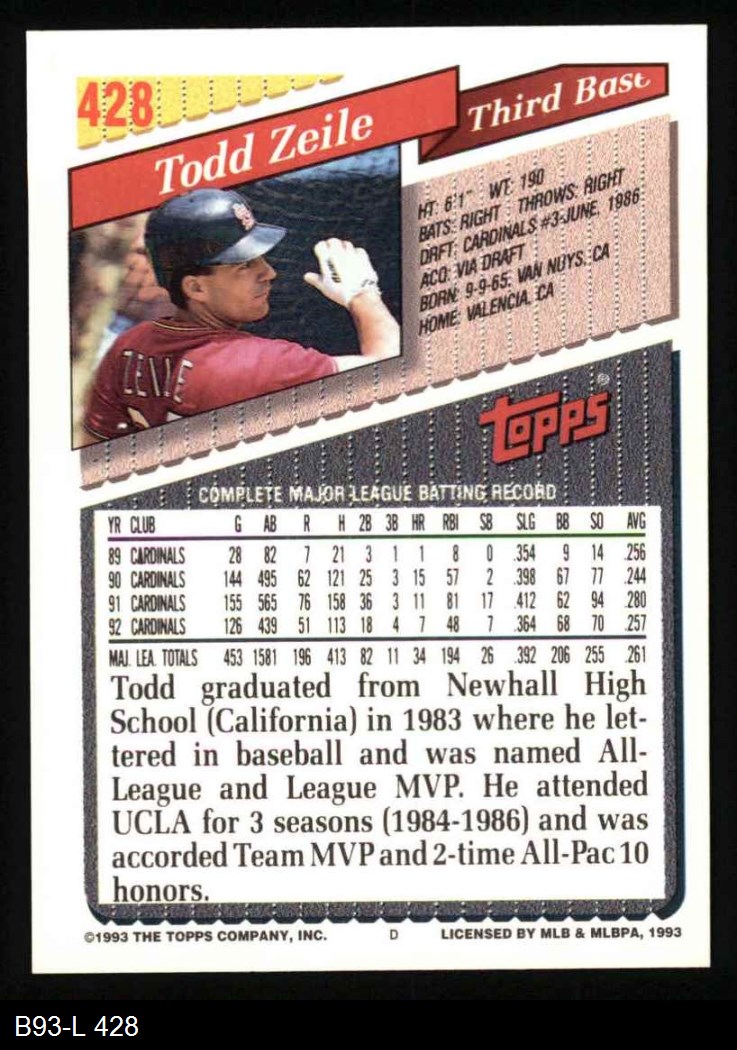 428
Todd Zeile
Third Base
HT: 6'1" WT: 190
BATS: RIGHT THROWS: RIGHT
DRFT: CARDINALS #3-JUNE, 1986
ACQ: VIA DRAFT
BORN: 9-9-65, VAN NUYS, CA
HOME: VALENCIA, CA
ZEILE
TOPPS®
COMPLETE MAJOR LEAGUE BATTING RECORD
YR CLUB G AB R H 2B 3B HR RBI SB SLG BB SO AVG
89 CARDINALS 28 82 7 21 3 1 1 8 0 .354 9 14 .256
90 CARDINALS 144 495 62 121 25 3 15 57 2 .398 67 77 .244
91 CARDINALS 155 565 76 158 36 3 11 81 17 .412 62 94 .280
92 CARDINALS 126 439 51 113 18 4 7 48 7 .364 68 70 .257
MAJ. LEA. TOTALS 453 1581 196 413 82 11 34 194 26 .392 206 255 .261
Todd graduated from Newhall High
School (California) in 1983 where he let-
tered in baseball and was named All-
League and League MVP. He attended
UCLA for 3 seasons (1984-1986) and was
accorded Team MVP and 2-time All-Pac 10
honors.
©1993 THE TOPPS COMPANY, INC. D LICENSED BY MLB & MLBPA, 1993
B93-L 428